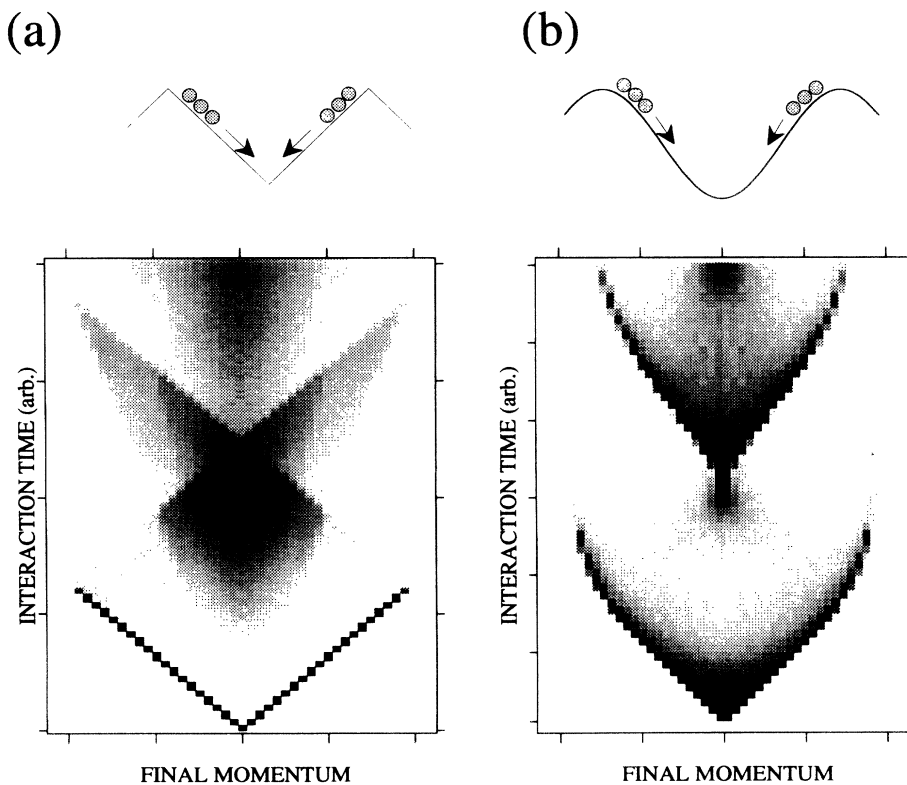 (a)
(b)
INTERACTION TIME (arb.)
FINAL MOMENTUM
INTERACTION TIME (arb.)
FINAL MOMENTUM